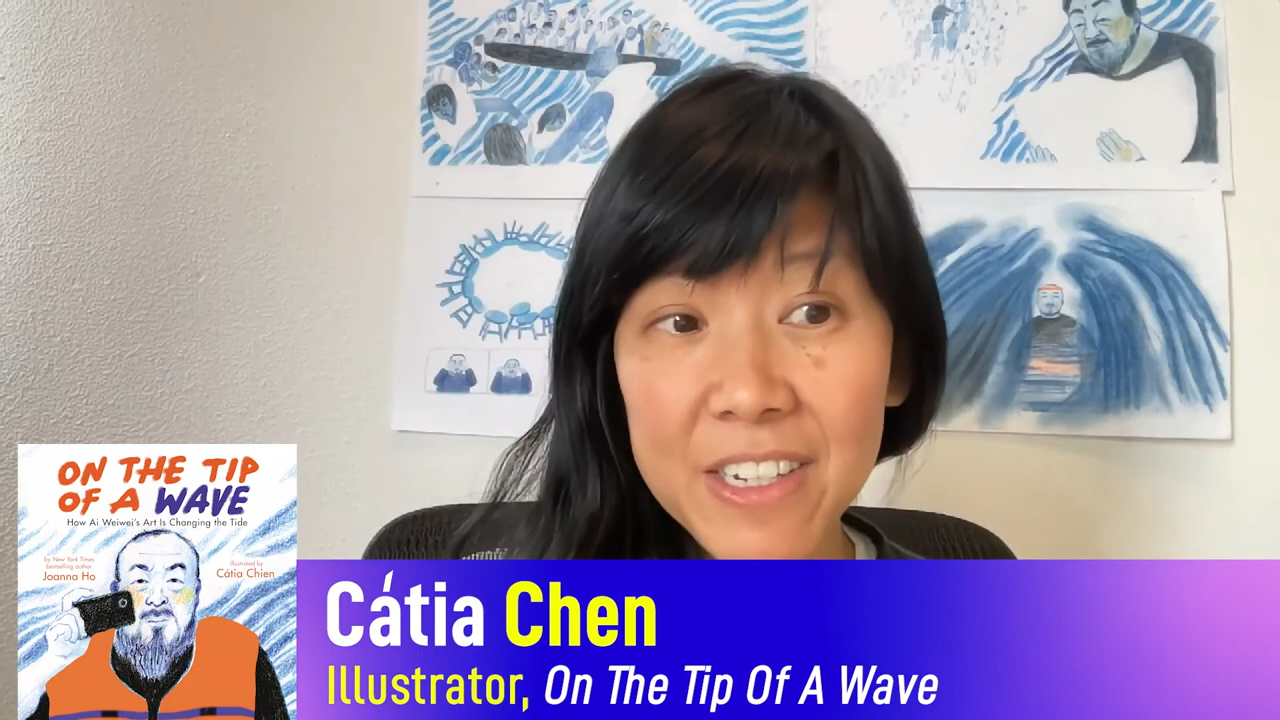 ON THE TIP
OF A WAVE
How Ai Weiwei's Art Is Changing the Tide
by New York Times
bestselling author
Joanna Ho
illustrated by
Cátia Chien
Cátia Chen
Illustrator, On The Tip Of A Wave